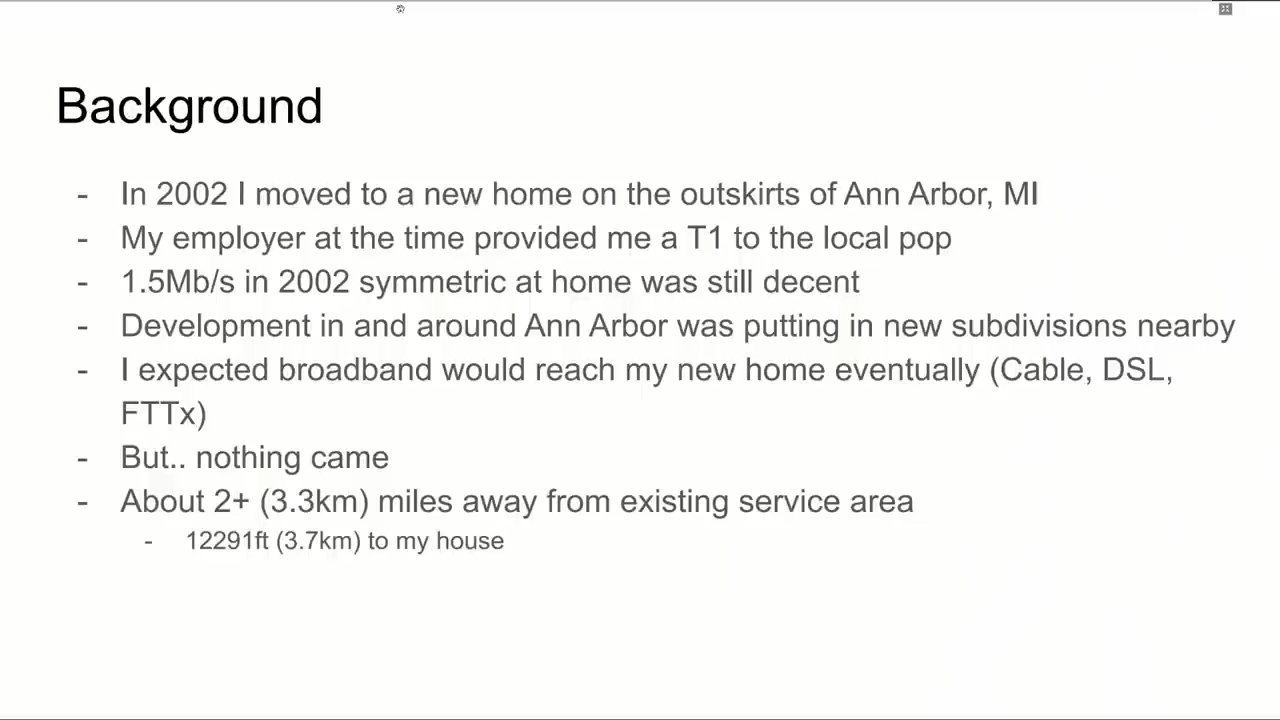 Background
- In 2002 I moved to a new home on the outskirts of Ann Arbor, MI
- My employer at the time provided me a T1 to the local pop
- 1.5Mb/s in 2002 symmetric at home was still decent
- Development in and around Ann Arbor was putting in new subdivisions nearby
- I expected broadband would reach my new home eventually (Cable, DSL,
FTTx)
- But.. nothing came
- About 2+ (3.3km) miles away from existing service area
- 12291ft (3.7km) to my house